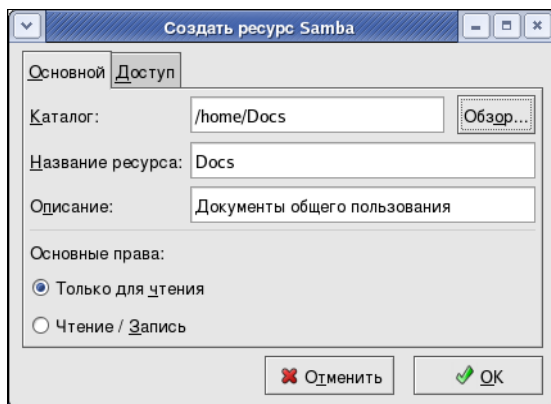 Создать ресурс Samba
Основной Доступ
Каталог: /home/Docs Обзор...
Название ресурса: Docs
Описание: Документы общего пользования
Основные права:
Только для чтения
Чтение / Запись
Отменить OK